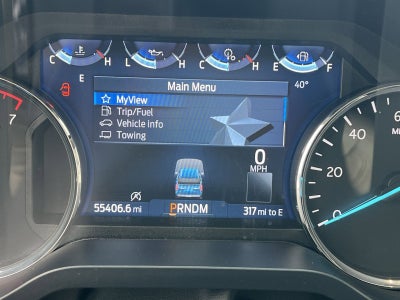 C H L H C H E F
E
Main Menu
40°
MyView
Trip/Fuel
Vehicle Info
Towing
7
0
MPH
55406.6 mi
PRNDM
317 mi to E
60
40
20
0